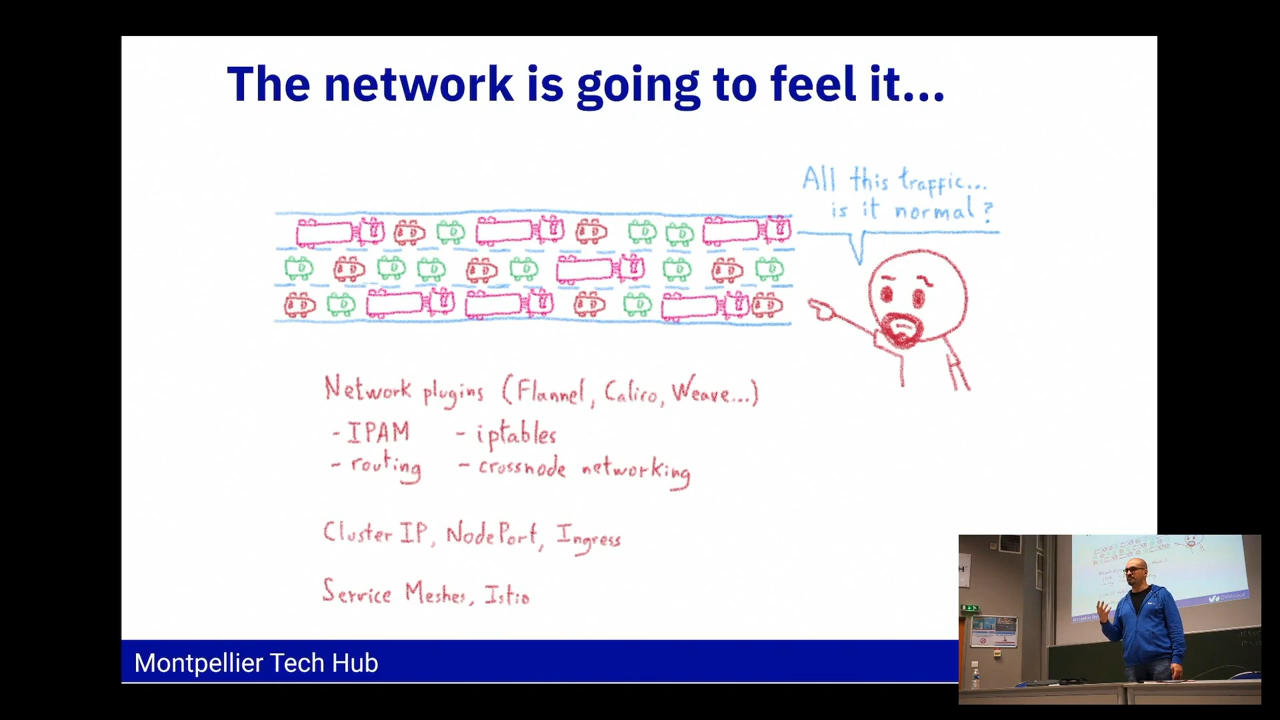 The network is going to feel it...
All this traffic...
is it normal?
Network plugins (Flannel, Calico, Weave...)
- IPAM - iptables
- routing - crossnode networking
Cluster IP, NodePort, Ingress
Service Meshes, Istio
Montpellier Tech Hub